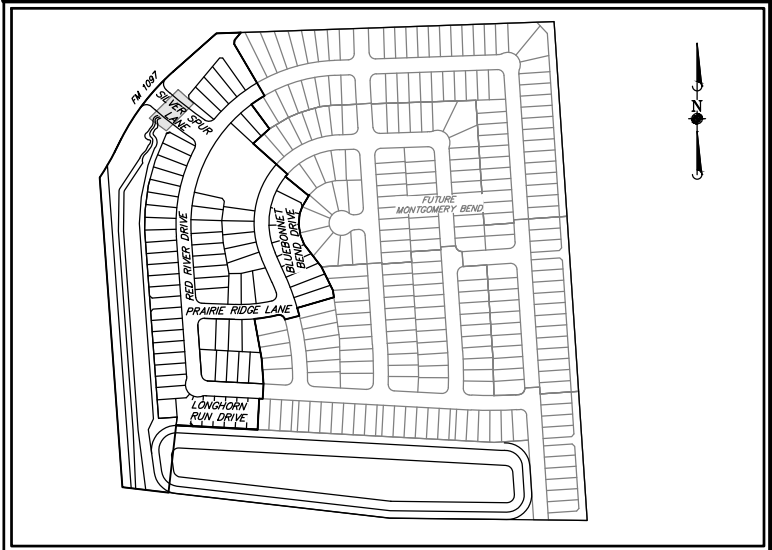 FM 1097
SILVER SPUR
LANE
N
FUTURE
MONTGOMERY BEND
RED RIVER DRIVE
BLUEBONNET
BEND DRIVE
PRAIRIE RIDGE LANE
LONGHORN
RUN DRIVE